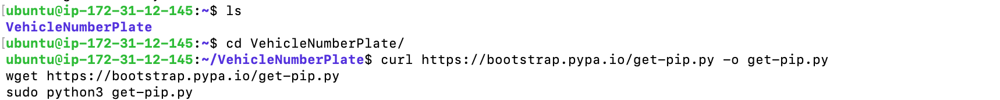 ubuntu@ip-172-31-12-145:~$ ls
VehicleNumberPlate
ubuntu@ip-172-31-12-145:~$ cd VehicleNumberPlate/
ubuntu@ip-172-31-12-145:~/VehicleNumberPlate$ curl https://bootstrap.pypa.io/get-pip.py -o get-pip.py
wget https://bootstrap.pypa.io/get-pip.py
sudo python3 get-pip.py